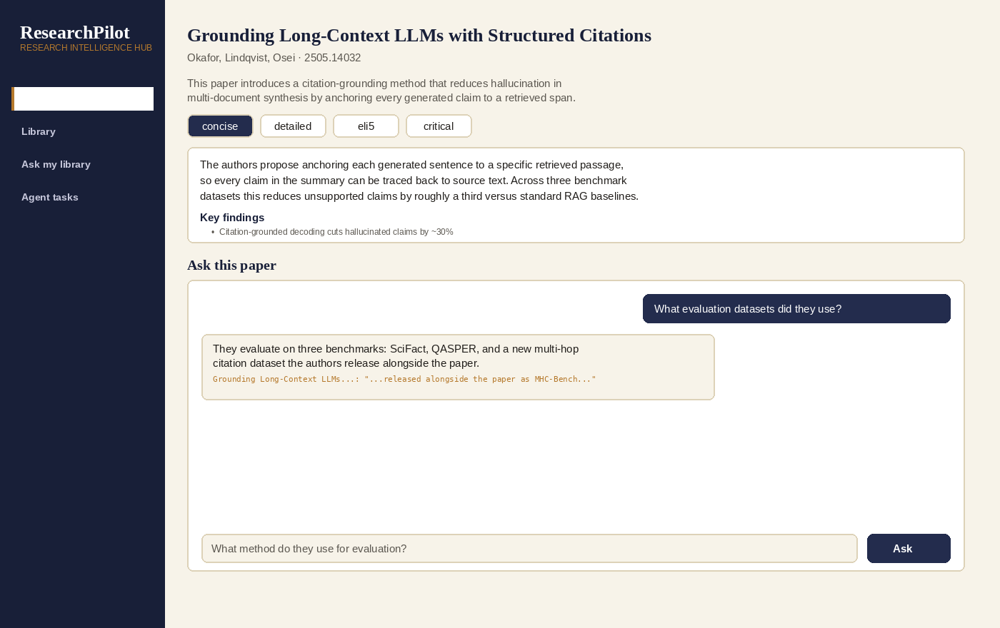 ResearchPilot
RESEARCH INTELLIGENCE HUB
Library
Ask my library
Agent tasks
Grounding Long-Context LLMs with Structured Citations
Okafor, Lindqvist, Osei · 2505.14032
This paper introduces a citation-grounding method that reduces hallucination in
multi-document synthesis by anchoring every generated claim to a retrieved span.
concise
detailed
eli5
critical
The authors propose anchoring each generated sentence to a specific retrieved passage,
so every claim in the summary can be traced back to source text. Across three benchmark
datasets this reduces unsupported claims by roughly a third versus standard RAG baselines.
Key findings
• Citation-grounded decoding cuts hallucinated claims by ~30%
Ask this paper
What evaluation datasets did they use?
They evaluate on three benchmarks: SciFact, QASPER, and a new multi-hop
citation dataset the authors release alongside the paper.
Grounding Long-Context LLMs...: "...released alongside the paper as MHC-Bench..."
What method do they use for evaluation?
Ask